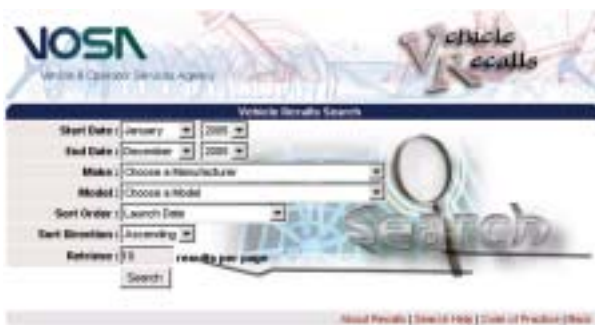 VOSA
Vehicle & Operator Services Agency
Vehicle Recalls
Vehicle Recalls Search
Start Date : January 2005
End Date : December 2005
Make : Choose a Manufacturer
Model : Choose a Model
Sort Order : Launch Date
Sort Direction : Ascending
Retrieve : results per page
Search
Search
About Recalls | Search Help | Code of Practice |